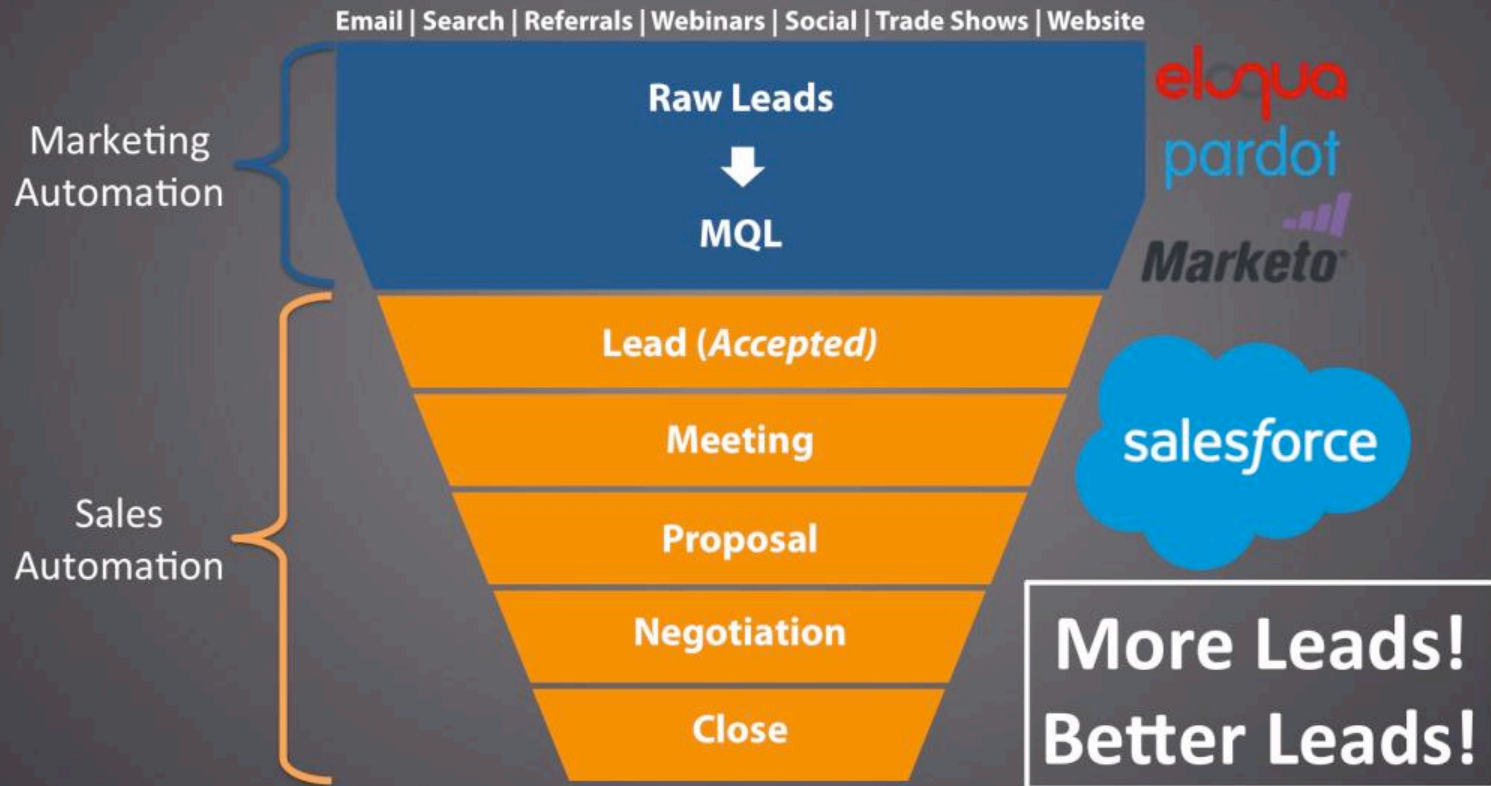 Email | Search | Referrals | Webinars | Social | Trade Shows | Website
Marketing
Automation
Raw Leads
MQL
eloqua
pardot
Marketo
Sales
Automation
Lead (Accepted)
Meeting
Proposal
Negotiation
Close
salesforce
More Leads!
Better Leads!